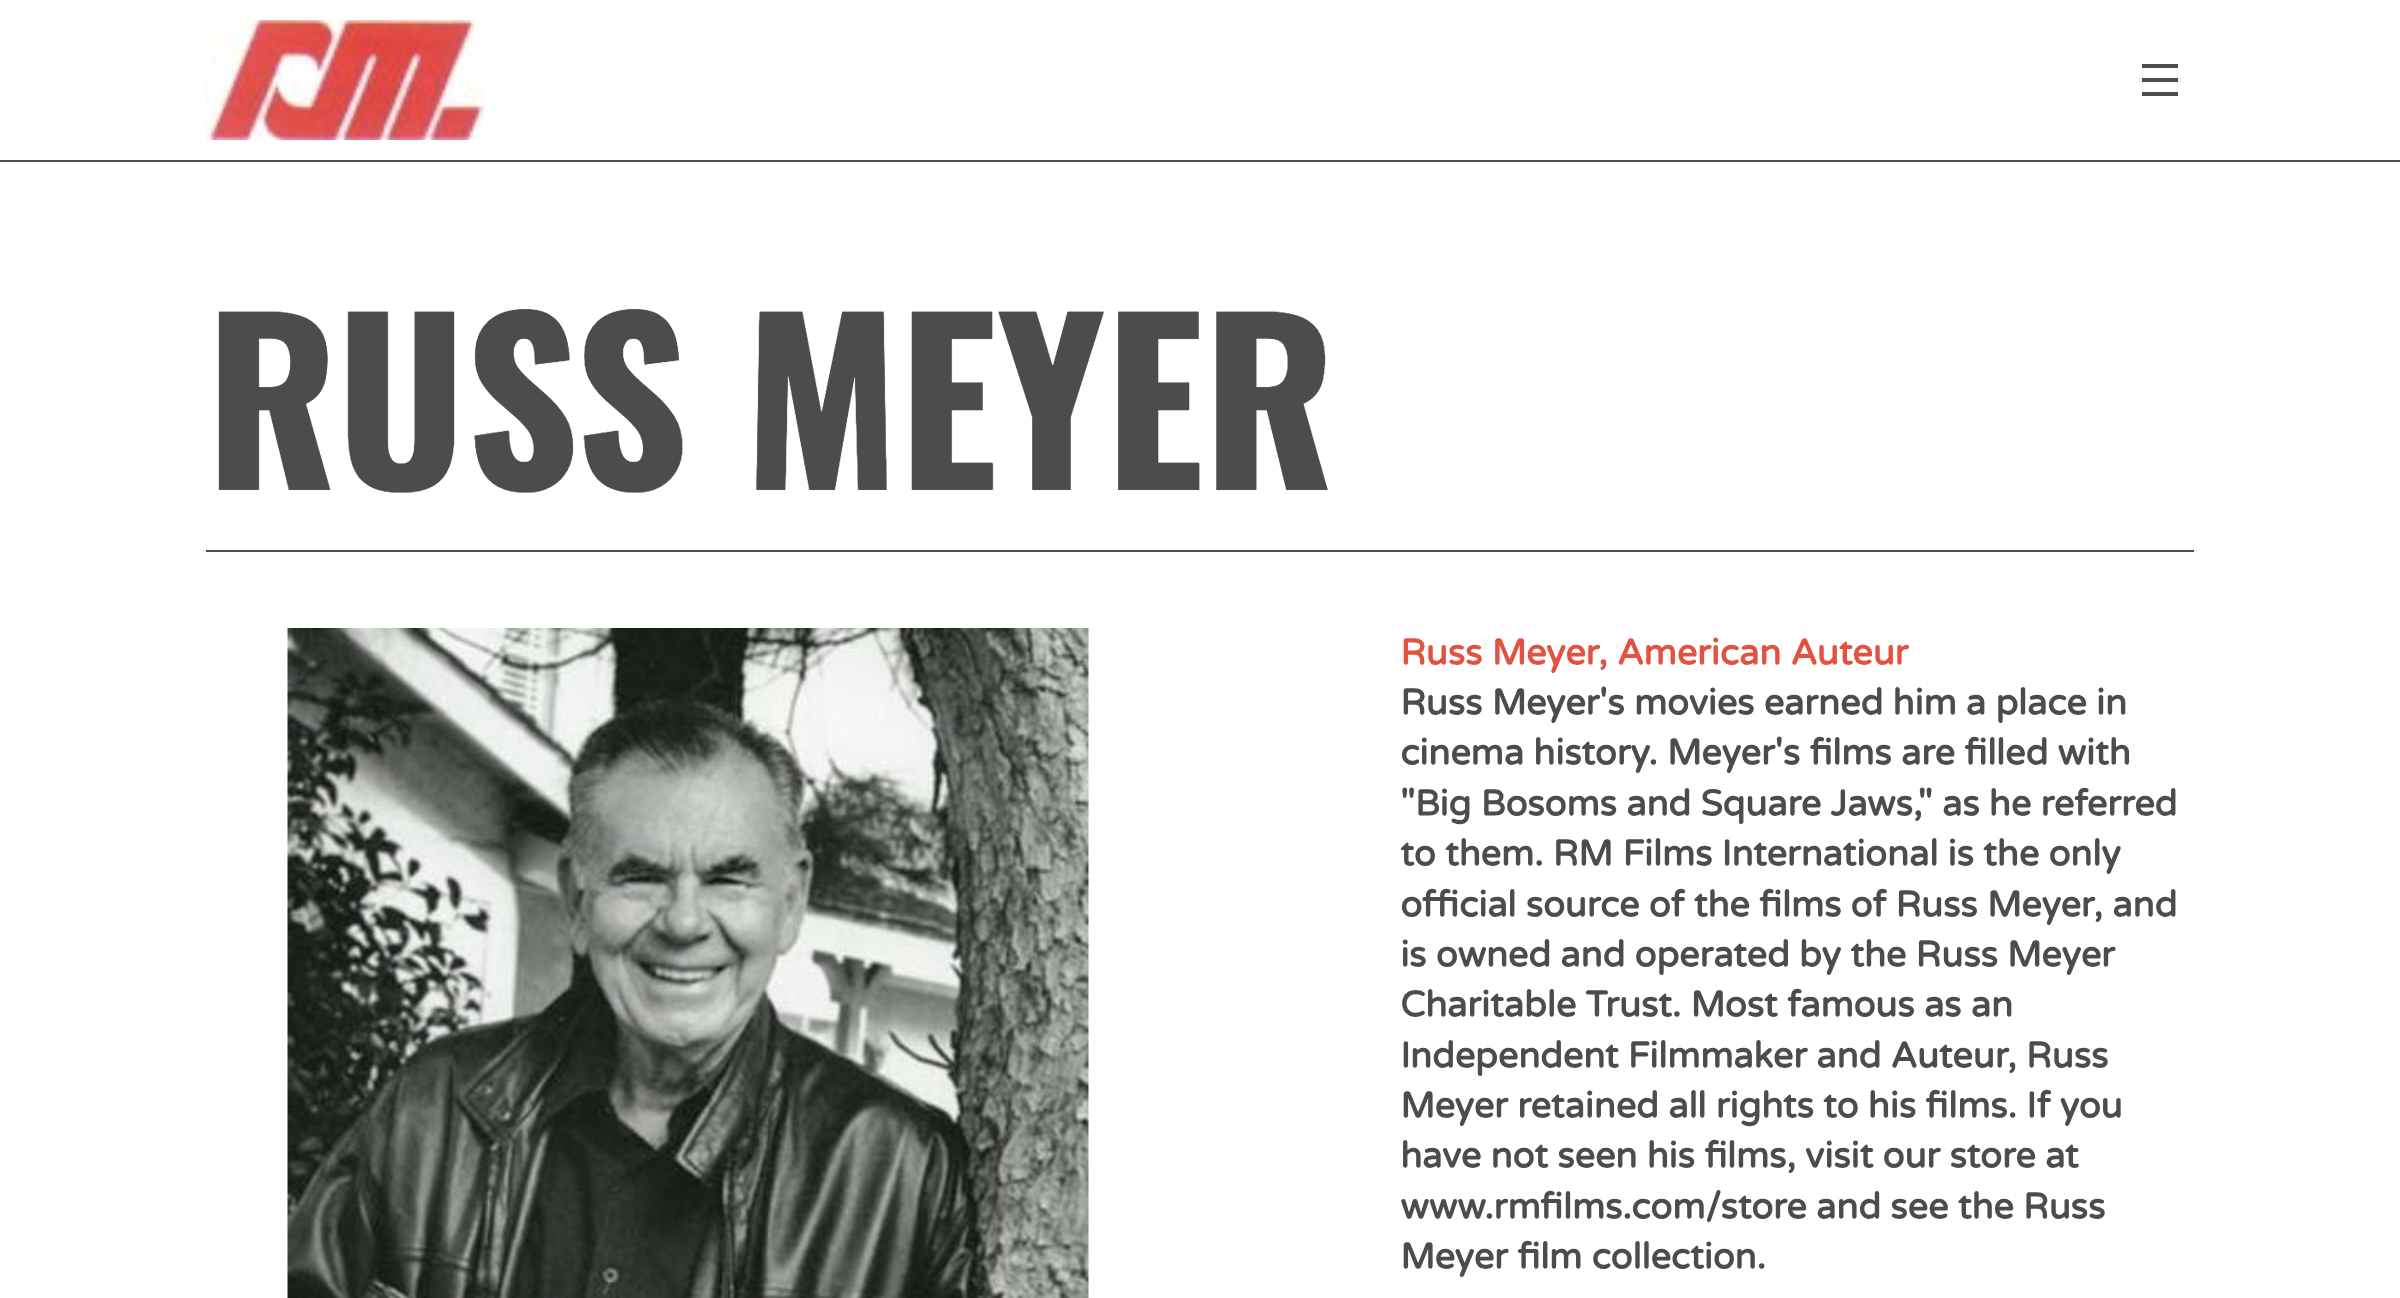 rm.
RUSS MEYER
Russ Meyer, American Auteur
Russ Meyer's movies earned him a place in
cinema history. Meyer's films are filled with
"Big Bosoms and Square Jaws," as he referred
to them. RM Films International is the only
official source of the films of Russ Meyer, and
is owned and operated by the Russ Meyer
Charitable Trust. Most famous as an
Independent Filmmaker and Auteur, Russ
Meyer retained all rights to his films. If you
have not seen his films, visit our store at
www.rmfilms.com/store and see the Russ
Meyer film collection.